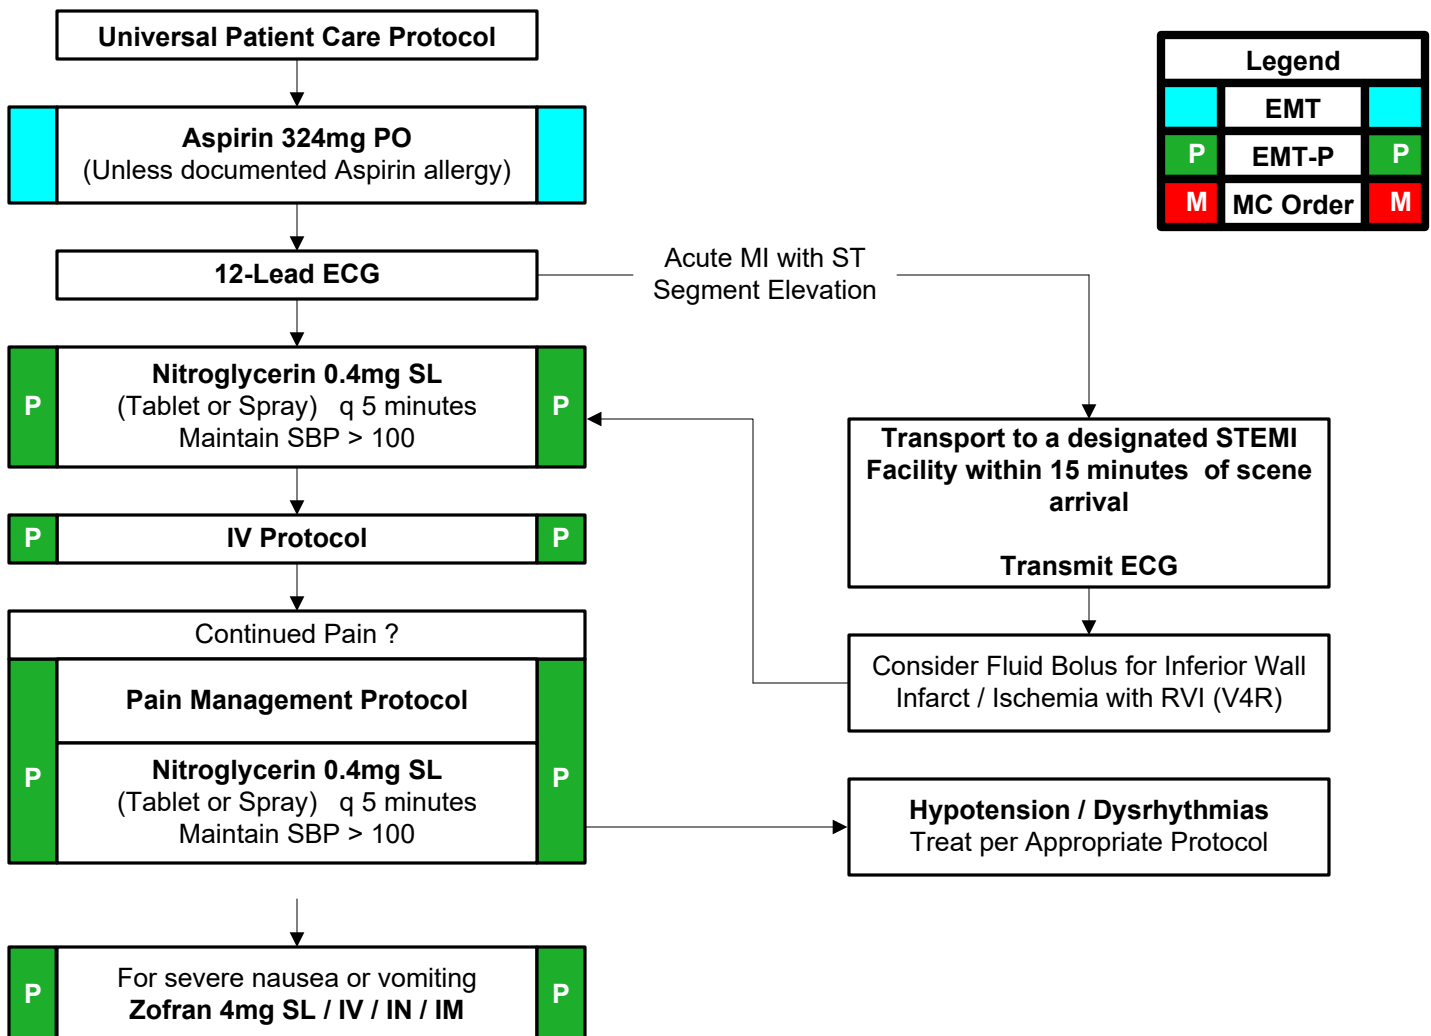 Universal Patient Care Protocol
Legend
EMT
P EMT-P P
M MC Order M
Aspirin 324mg PO
(Unless documented Aspirin allergy)
12-Lead ECG
Acute MI with ST
Segment Elevation
P P
Nitroglycerin 0.4mg SL
(Tablet or Spray) q 5 minutes
Maintain SBP > 100
Transport to a designated STEMI
Facility within 15 minutes of scene
arrival
Transmit ECG
P IV Protocol P
Consider Fluid Bolus for Inferior Wall
Infarct / Ischemia with RVI (V4R)
Continued Pain ?
Pain Management Protocol
P P
Nitroglycerin 0.4mg SL
(Tablet or Spray) q 5 minutes
Maintain SBP > 100
Hypotension / Dysrhythmias
Treat per Appropriate Protocol
P P
For severe nausea or vomiting
Zofran 4mg SL / IV / IN / IM